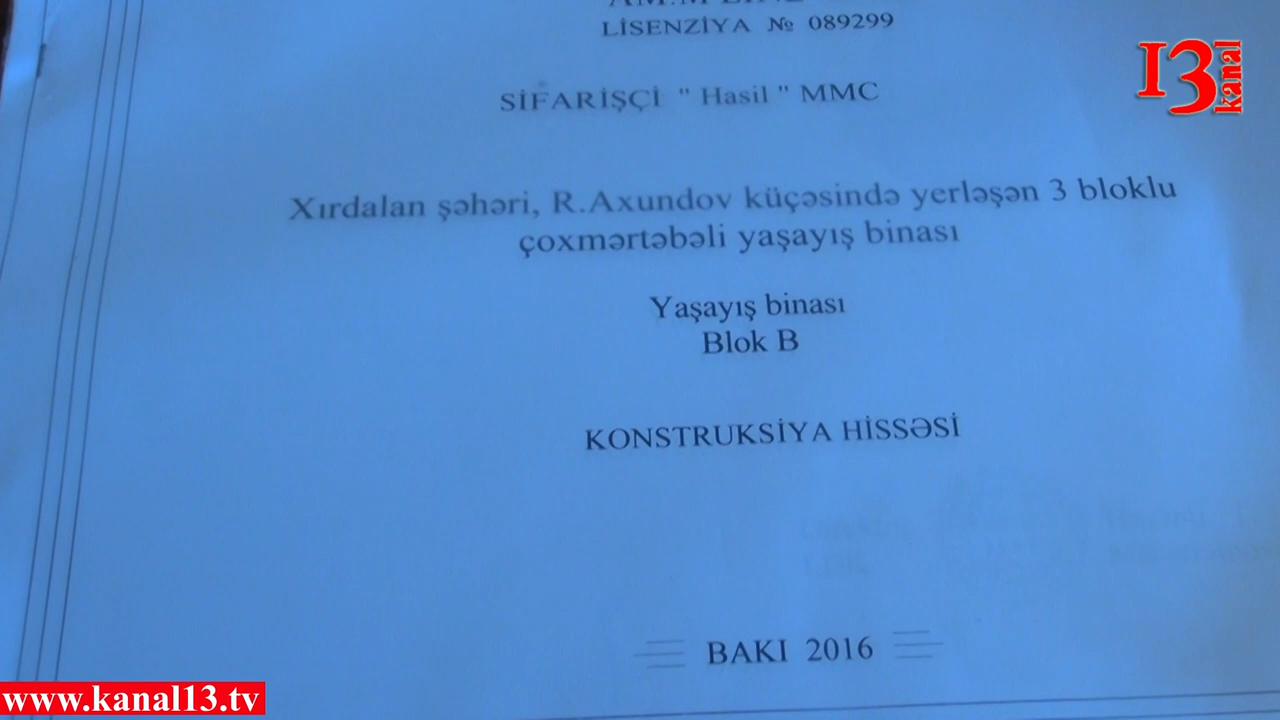 LİSENZİYA № 089299
13 kanal
SİFARİŞÇİ " Hasil " MMC
Xırdalan şəhəri, R.Axundov küçəsində yerləşən 3 bloklu
çoxmərtəbəli yaşayış binası
Yaşayış binası
Blok B
KONSTRUKSİYA HİSSƏSİ
BAKI 2016
www.kanal13.tv